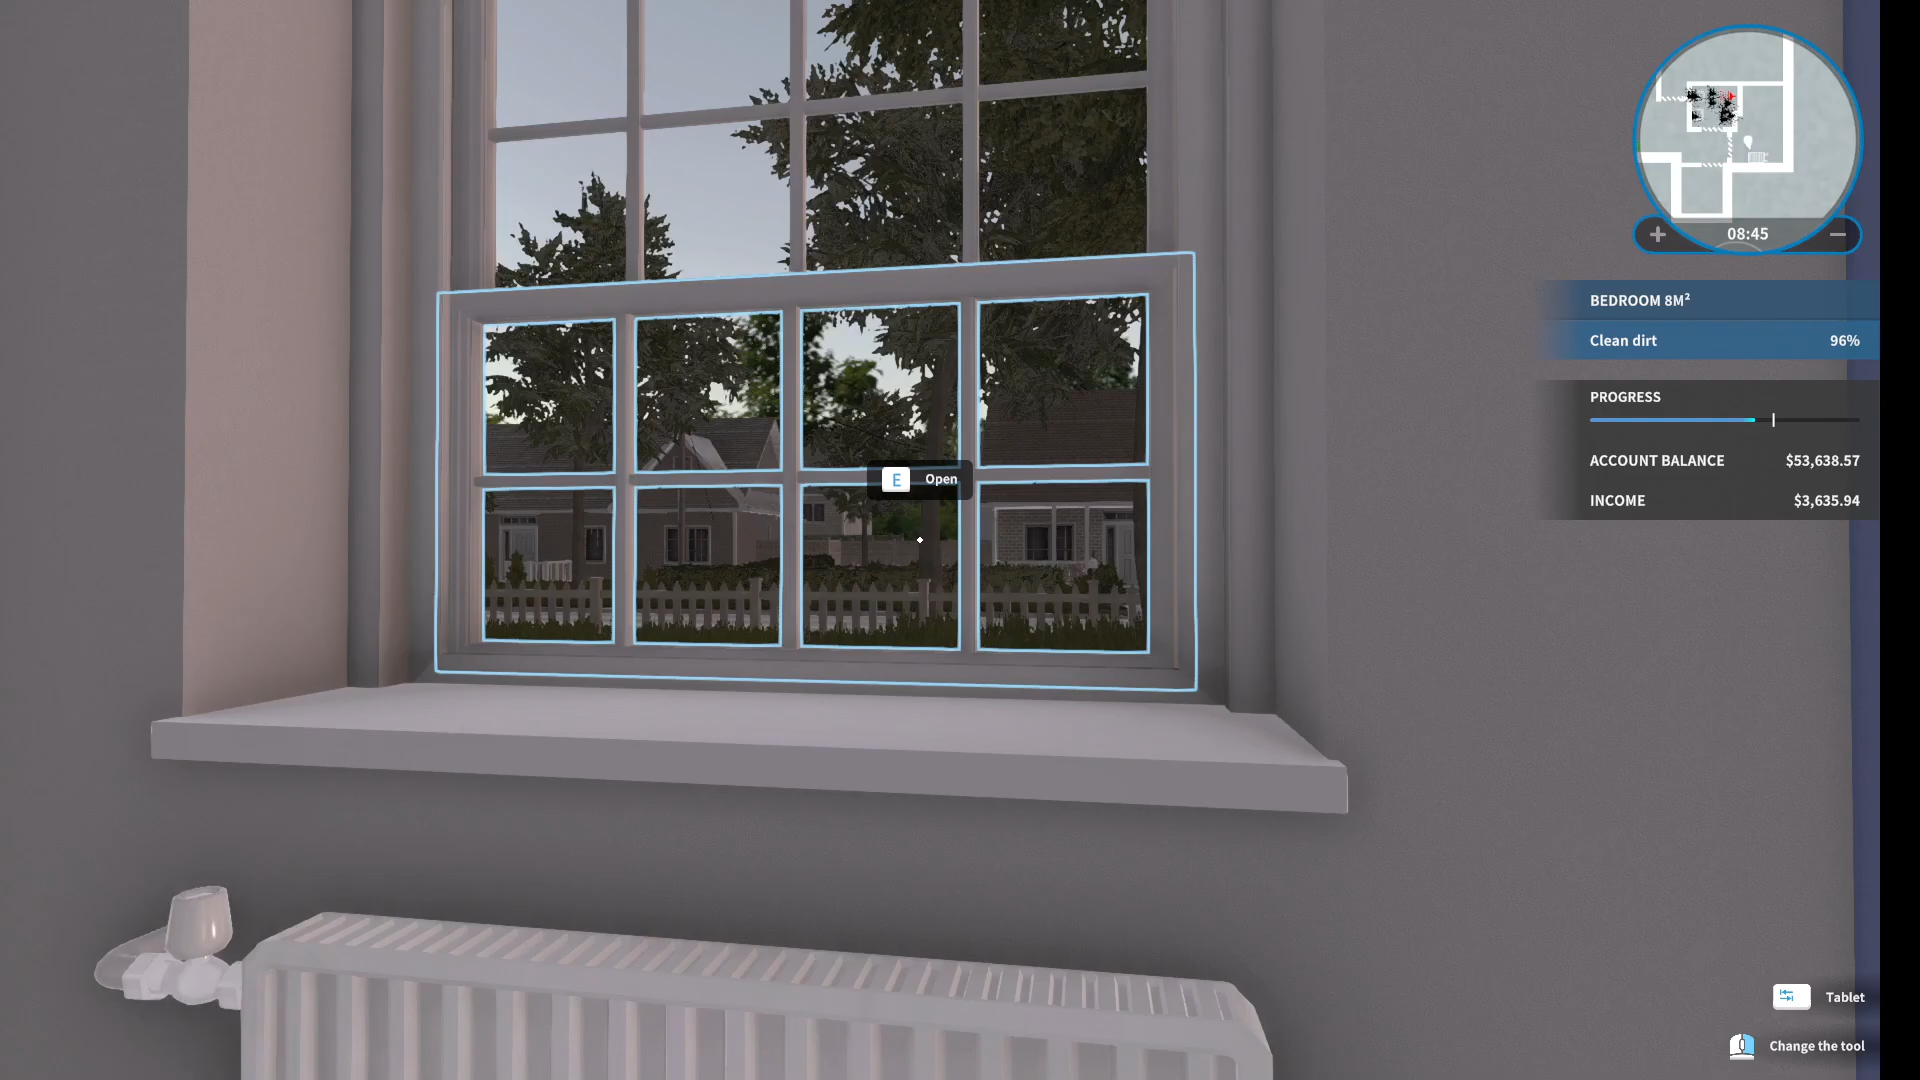 08:45
BEDROOM 8M²
Clean dirt 96%
PROGRESS
E Open
ACCOUNT BALANCE $53,638.57
INCOME $3,635.94
Tablet
Change the tool